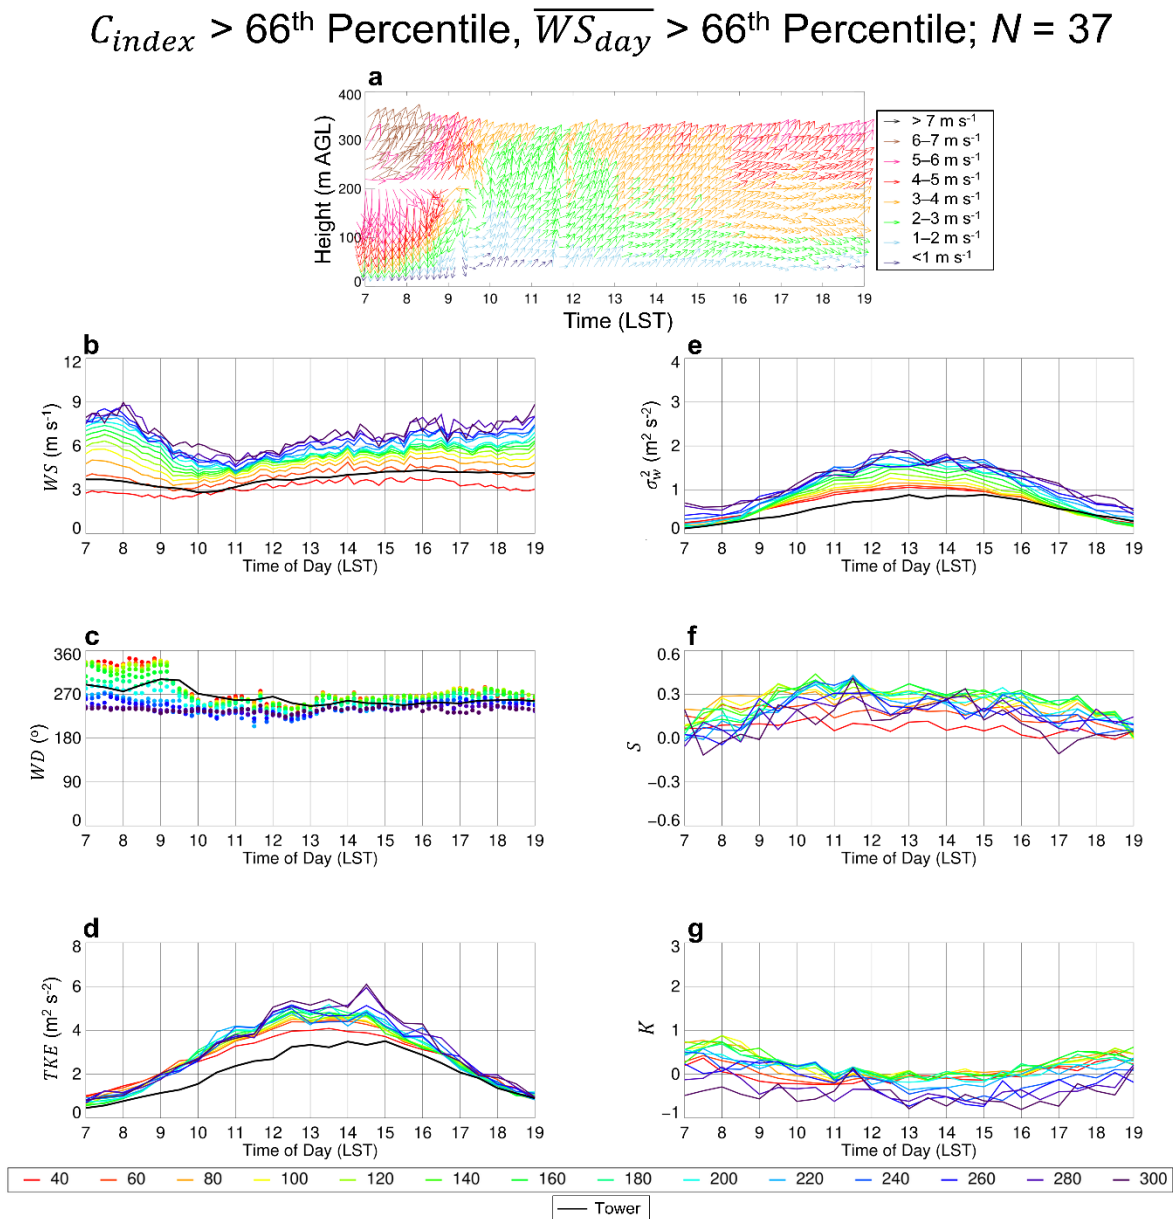 C_index > 66th Percentile, WS_day > 66th Percentile; N = 37
a
400
300
200
100
0
Height (m AGL)
7 8 9 10 11 12 13 14 15 16 17 18 19
Time (LST)
> 7 m s⁻¹
6–7 m s⁻¹
5–6 m s⁻¹
4–5 m s⁻¹
3–4 m s⁻¹
2–3 m s⁻¹
1–2 m s⁻¹
<1 m s⁻¹
b
12
9
6
3
0
WS (m s⁻¹)
7 8 9 10 11 12 13 14 15 16 17 18 19
Time of Day (LST)
e
4
3
2
1
0
σ²w (m² s⁻²)
7 8 9 10 11 12 13 14 15 16 17 18 19
Time of Day (LST)
c
360
270
180
90
0
WD (°)
7 8 9 10 11 12 13 14 15 16 17 18 19
Time of Day (LST)
f
0.6
0.3
0.0
−0.3
−0.6
S
7 8 9 10 11 12 13 14 15 16 17 18 19
Time of Day (LST)
d
8
6
4
2
0
TKE (m² s⁻²)
7 8 9 10 11 12 13 14 15 16 17 18 19
Time of Day (LST)
g
3
2
1
0
−1
K
7 8 9 10 11 12 13 14 15 16 17 18 19
Time of Day (LST)
40 60 80 100 120 140 160 180 200 220 240 260 280 300
Tower